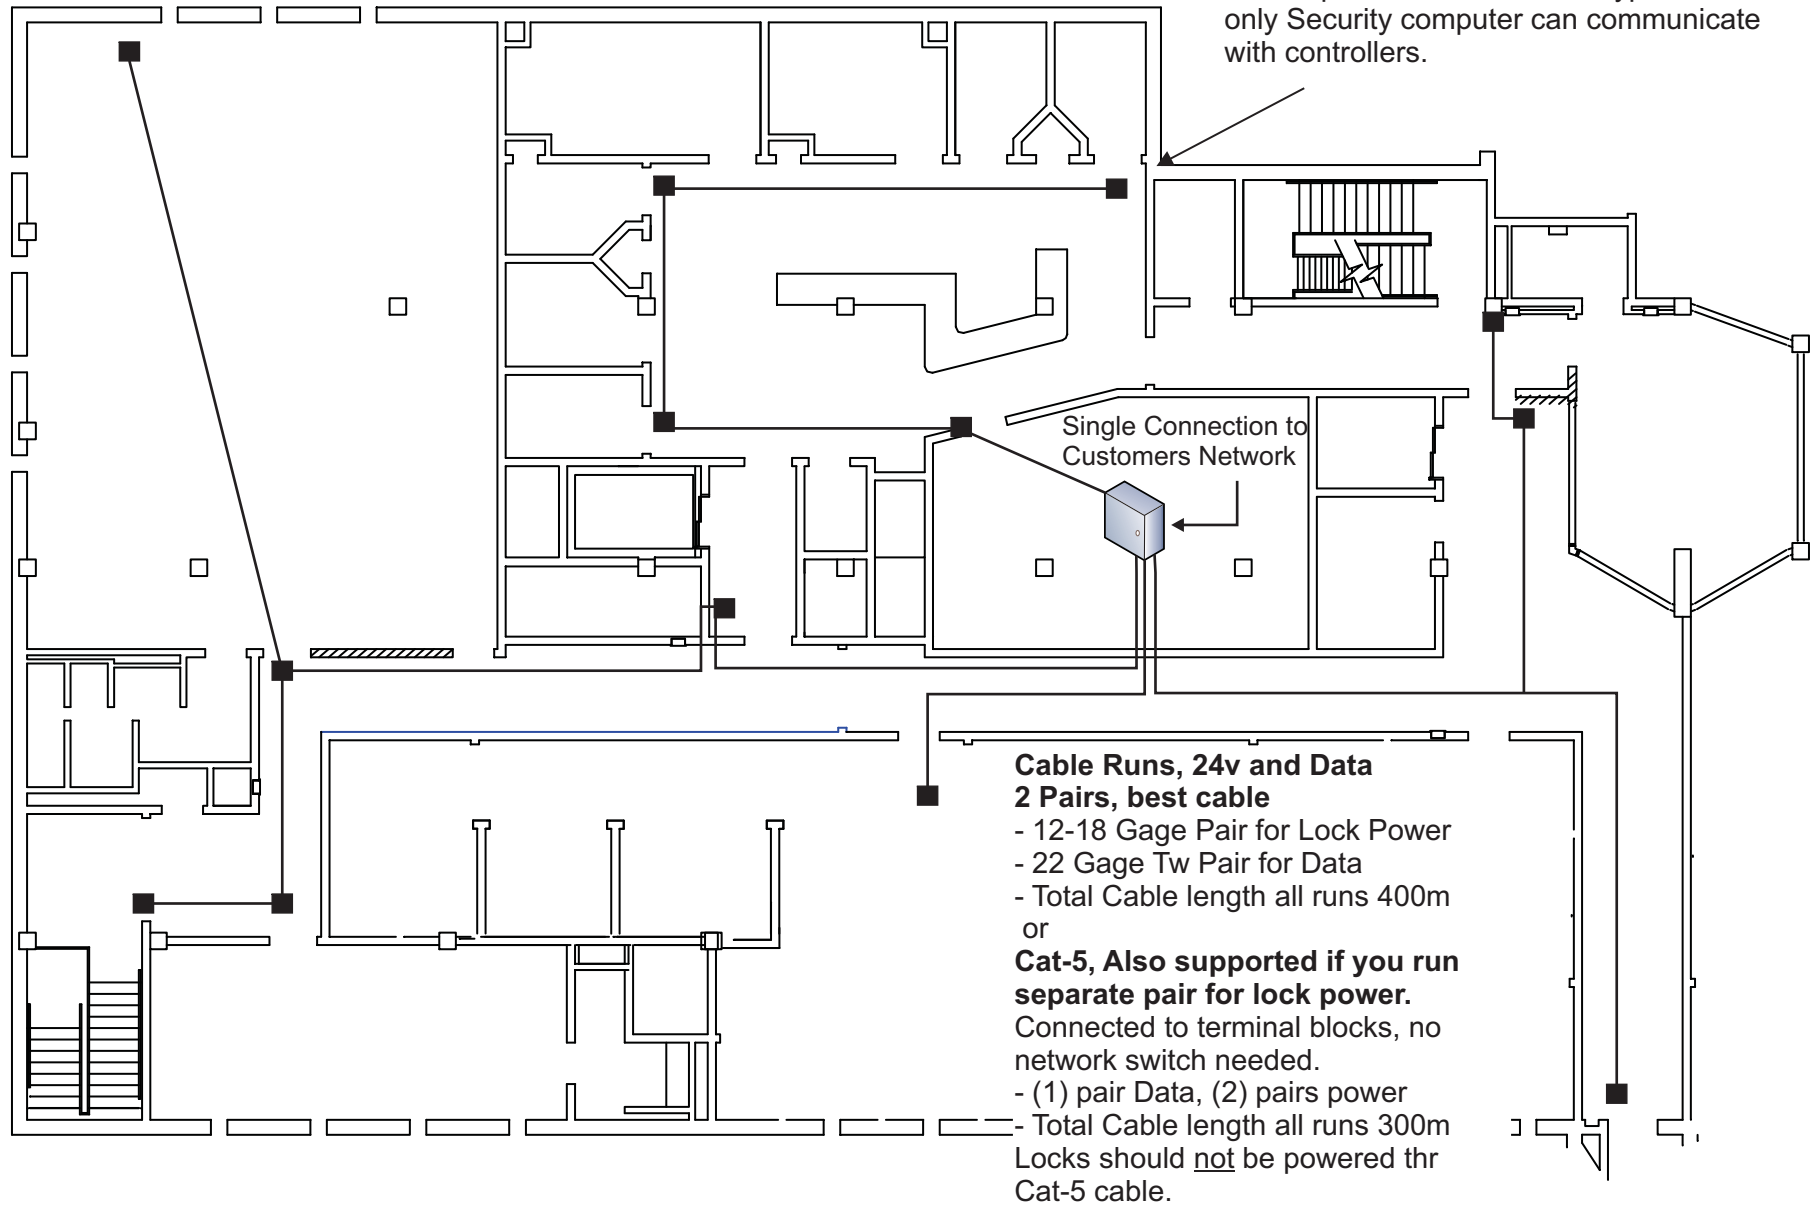 only Security computer can communicate
with controllers.
Single Connection to
Customers Network
Cable Runs, 24v and Data
2 Pairs, best cable
- 12-18 Gage Pair for Lock Power
- 22 Gage Tw Pair for Data
- Total Cable length all runs 400m
or
Cat-5, Also supported if you run
separate pair for lock power.
Connected to terminal blocks, no
network switch needed.
- (1) pair Data, (2) pairs power
- Total Cable length all runs 300m
Locks should not be powered thr
Cat-5 cable.